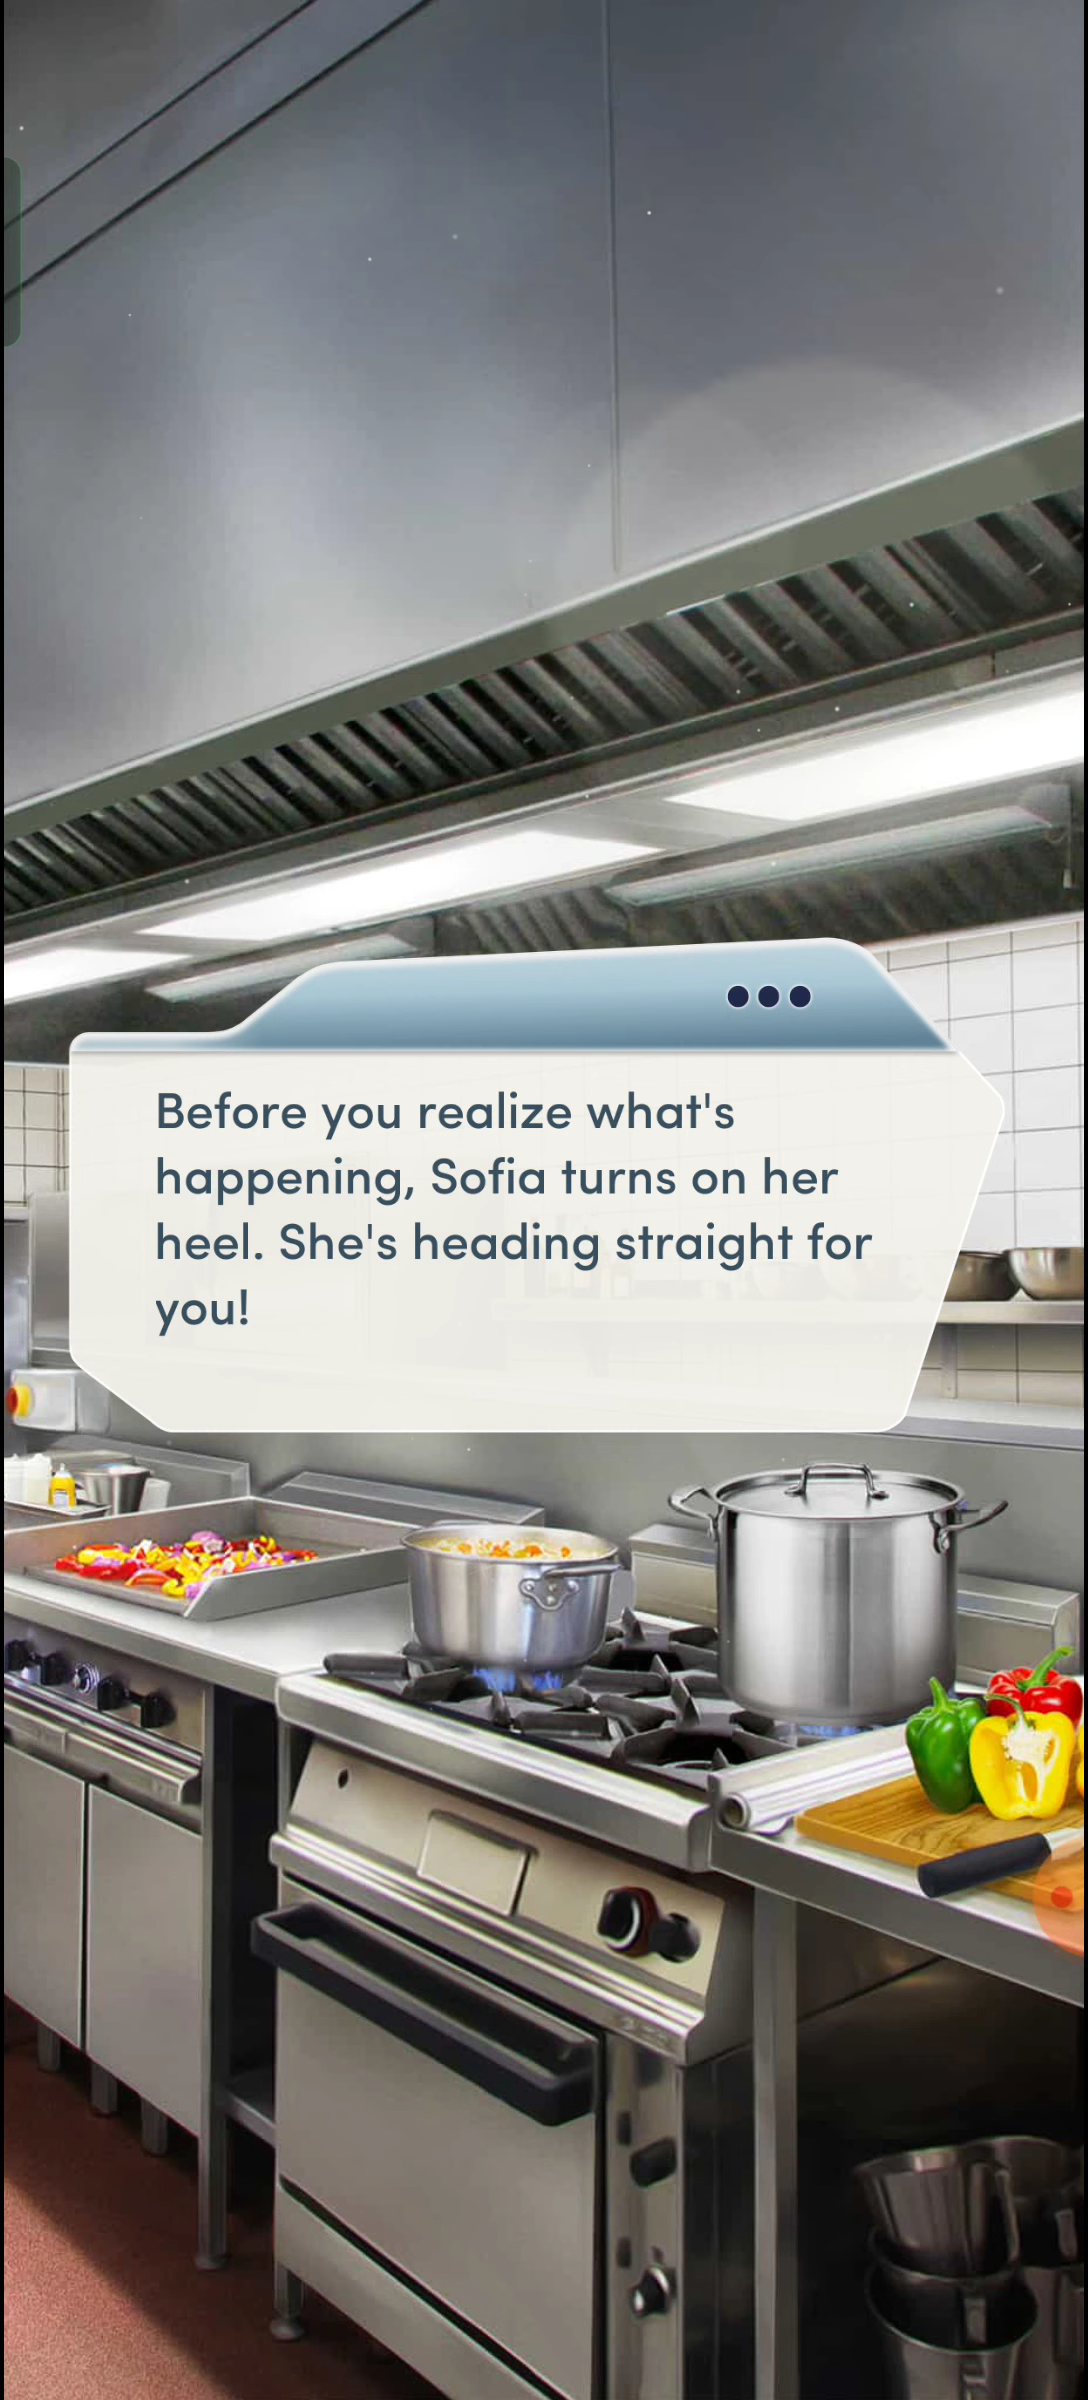 Before you realize what's
happening, Sofia turns on her
heel. She's heading straight for
you!